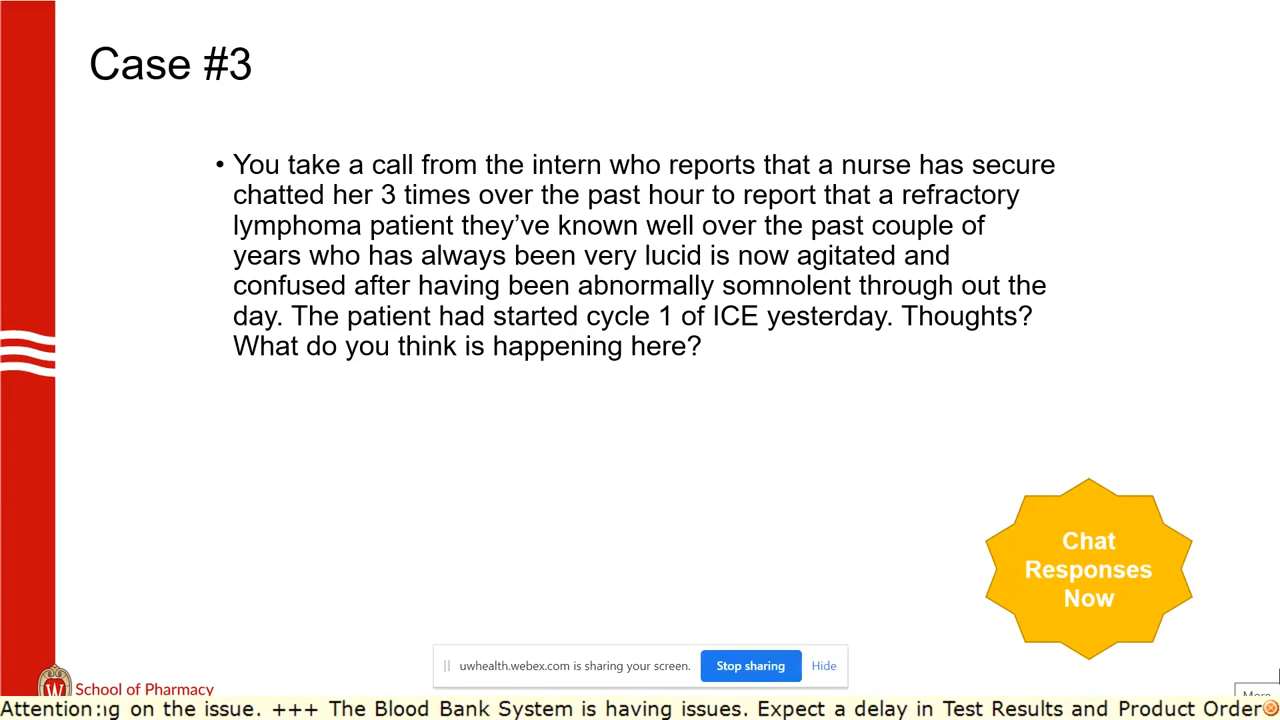 Case #3
• You take a call from the intern who reports that a nurse has secure
chatted her 3 times over the past hour to report that a refractory
lymphoma patient they’ve known well over the past couple of
years who has always been very lucid is now agitated and
confused after having been abnormally somnolent through out the
day. The patient had started cycle 1 of ICE yesterday. Thoughts?
What do you think is happening here?
Chat
Responses
Now
uwhealth.webex.com is sharing your screen.
Stop sharing
Hide
W
School of Pharmacy
Attention: on the issue. +++ The Blood Bank System is having issues. Expect a delay in Test Results and Product Order